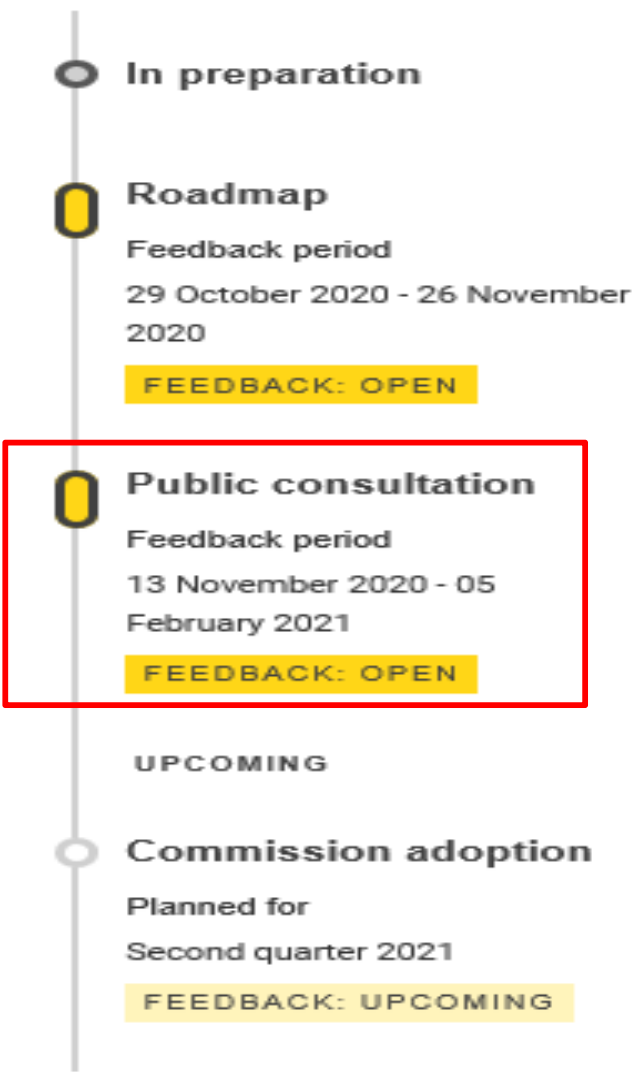 In preparation
Roadmap
Feedback period
29 October 2020 - 26 November
2020
FEEDBACK: OPEN
Public consultation
Feedback period
13 November 2020 - 05
February 2021
FEEDBACK: OPEN
UPCOMING
Commission adoption
Planned for
Second quarter 2021
FEEDBACK: UPCOMING